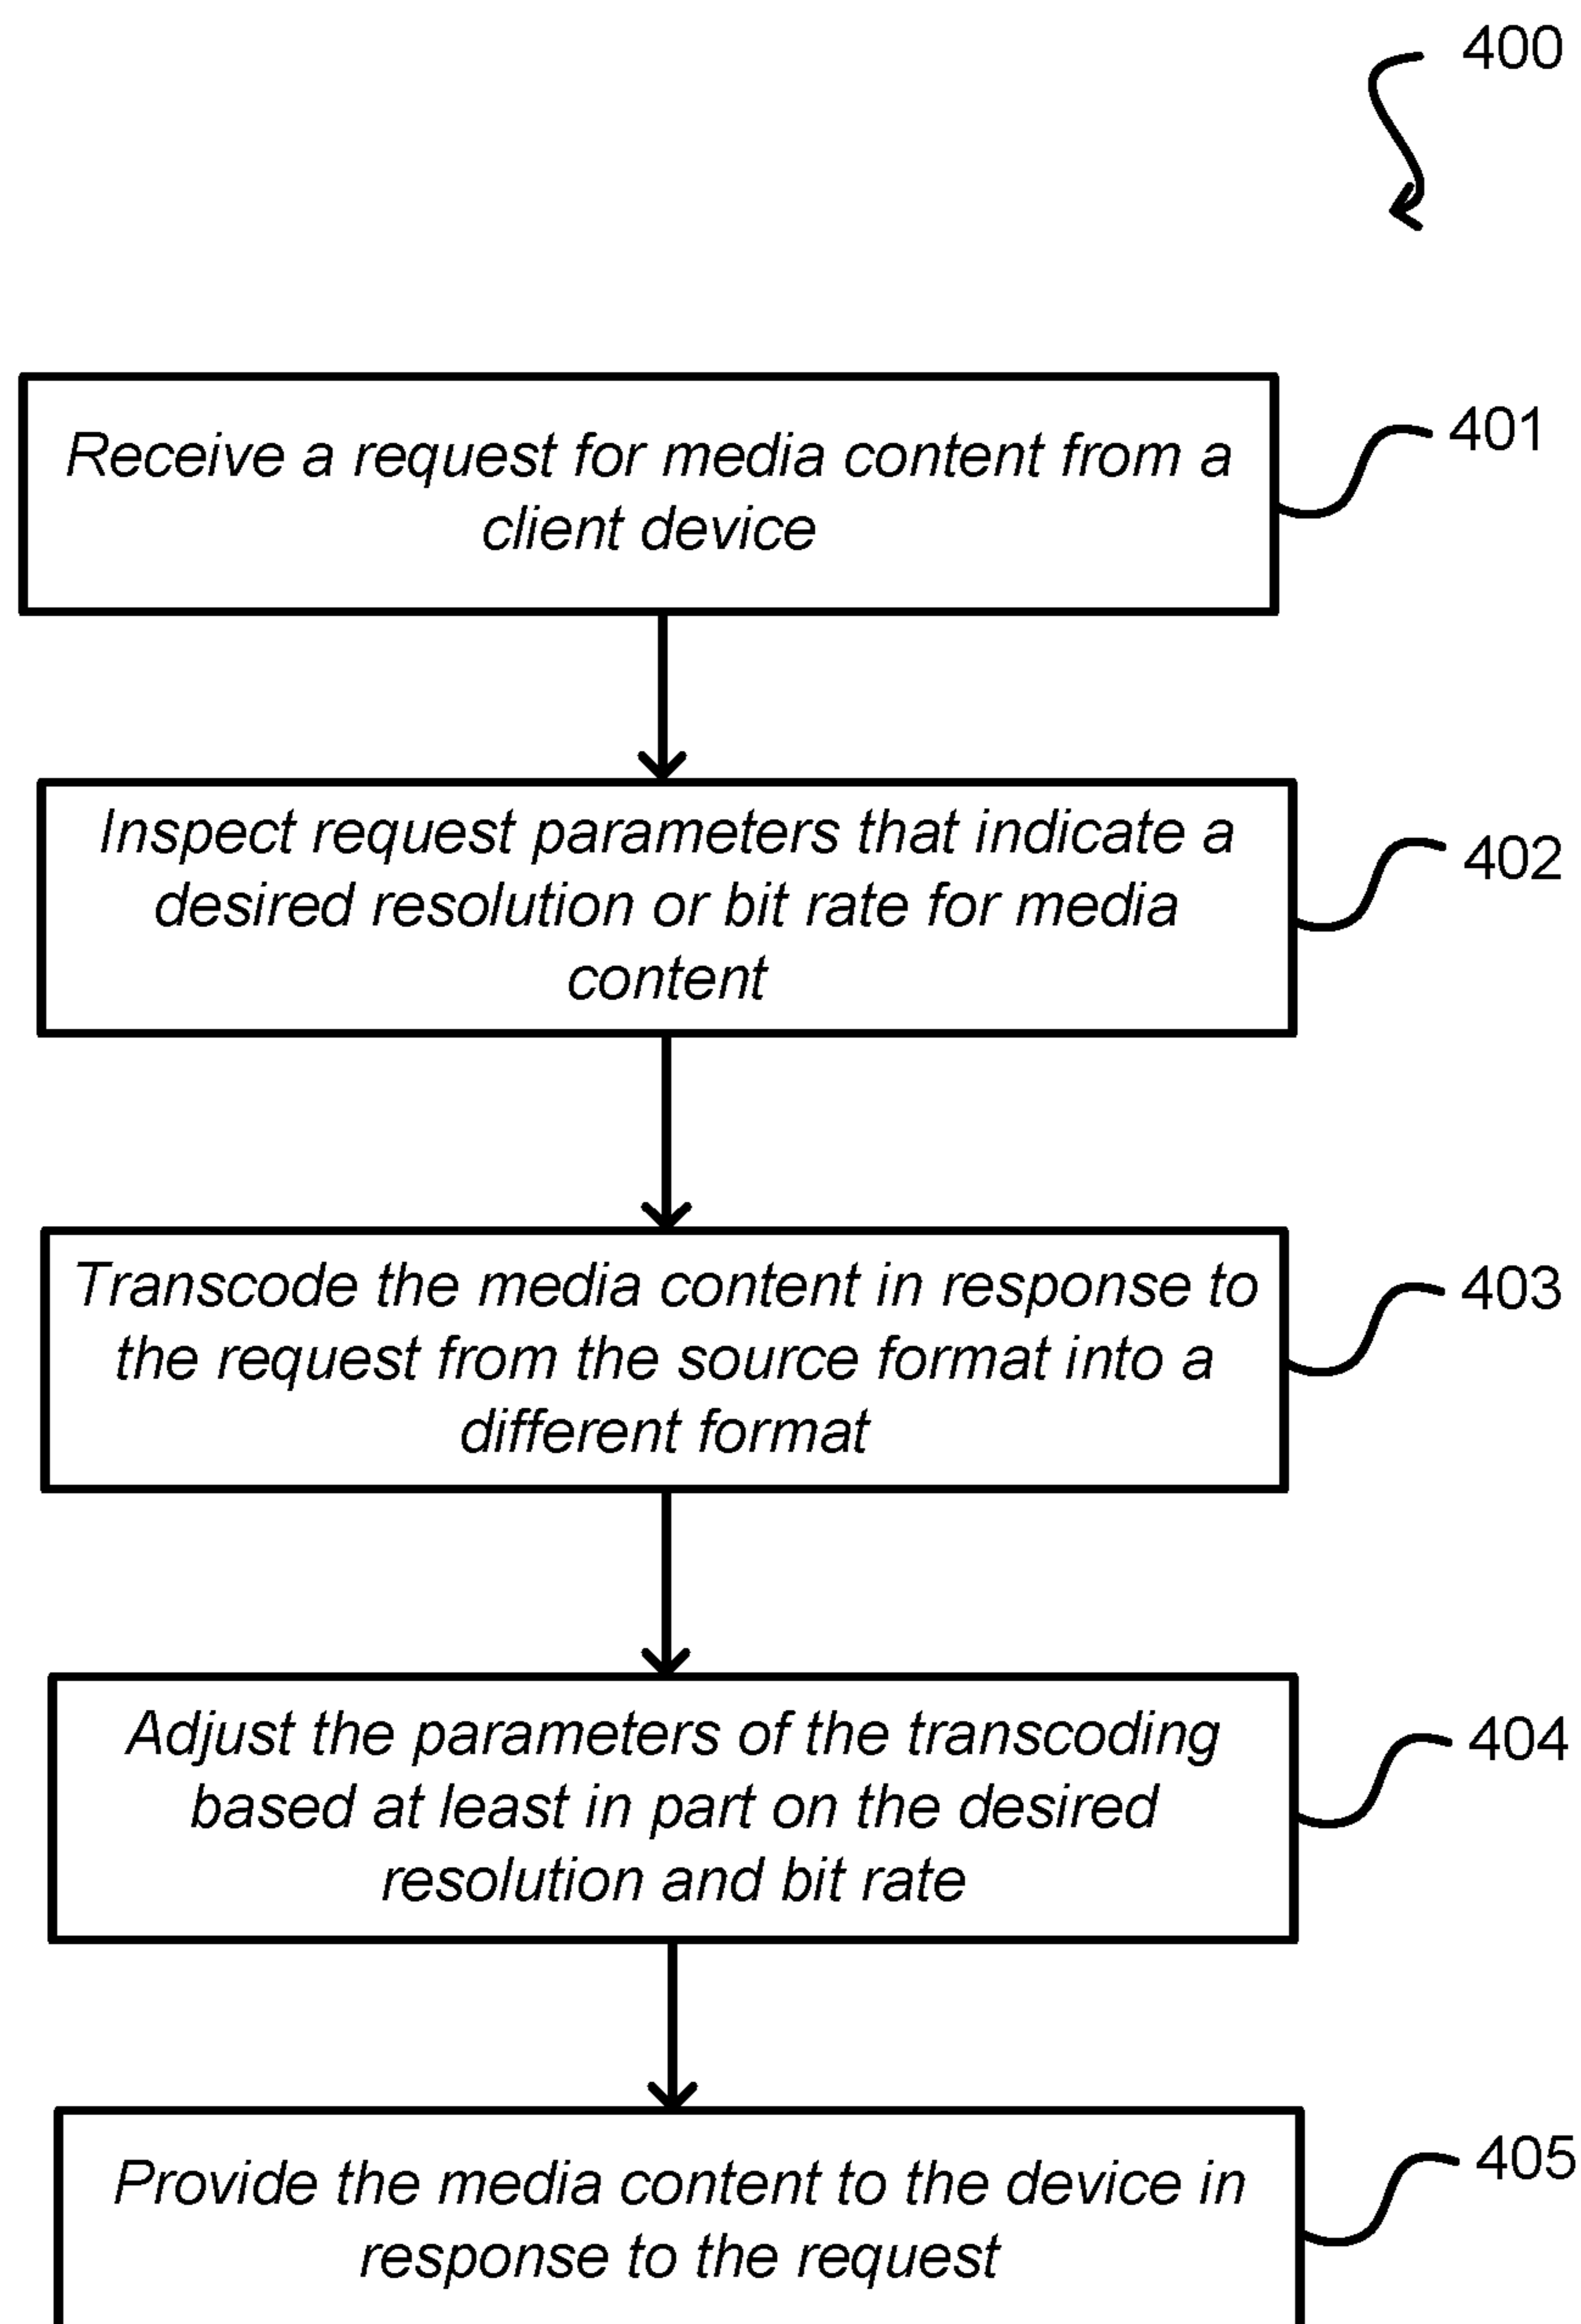 400
Receive a request for media content from a
client device
401
Inspect request parameters that indicate a
desired resolution or bit rate for media
content
402
Transcode the media content in response to
the request from the source format into a
different format
403
Adjust the parameters of the transcoding
based at least in part on the desired
resolution and bit rate
404
Provide the media content to the device in
response to the request
405